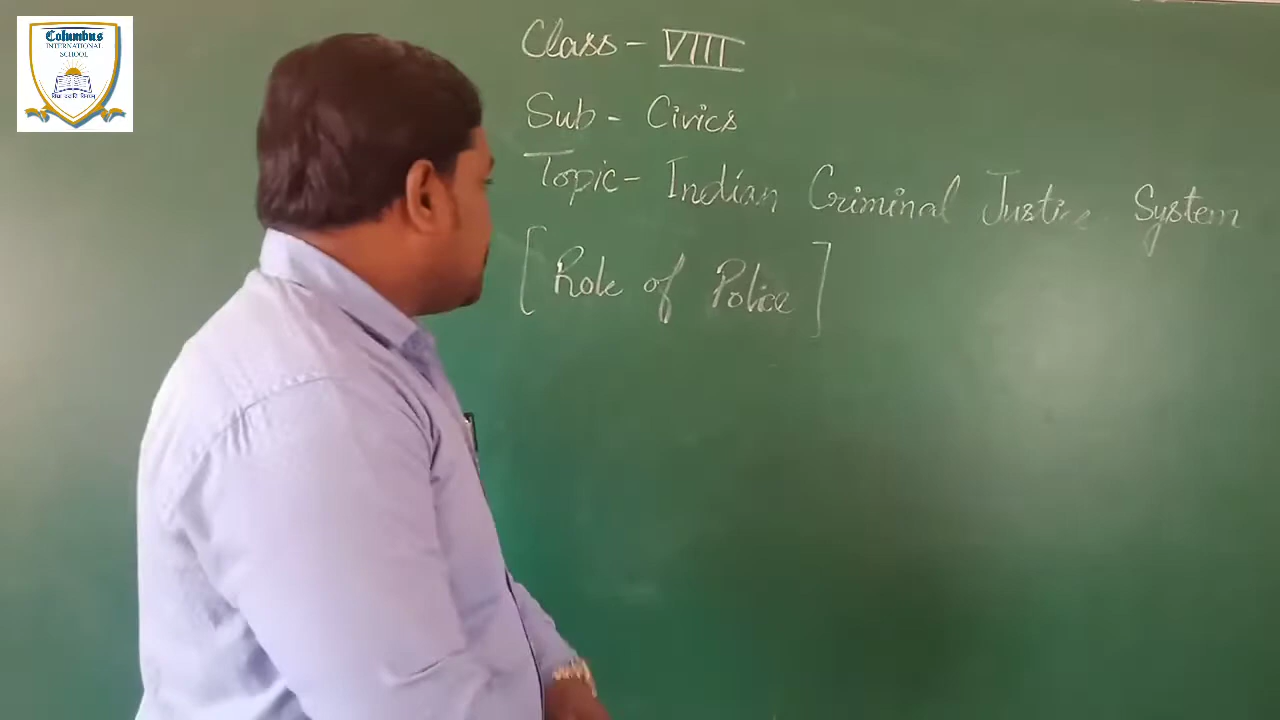 Columbus
INTERNATIONAL
SCHOOL
Class - VIII
Sub - Civics
Topic - Indian Criminal Justice System
[Role of Police]